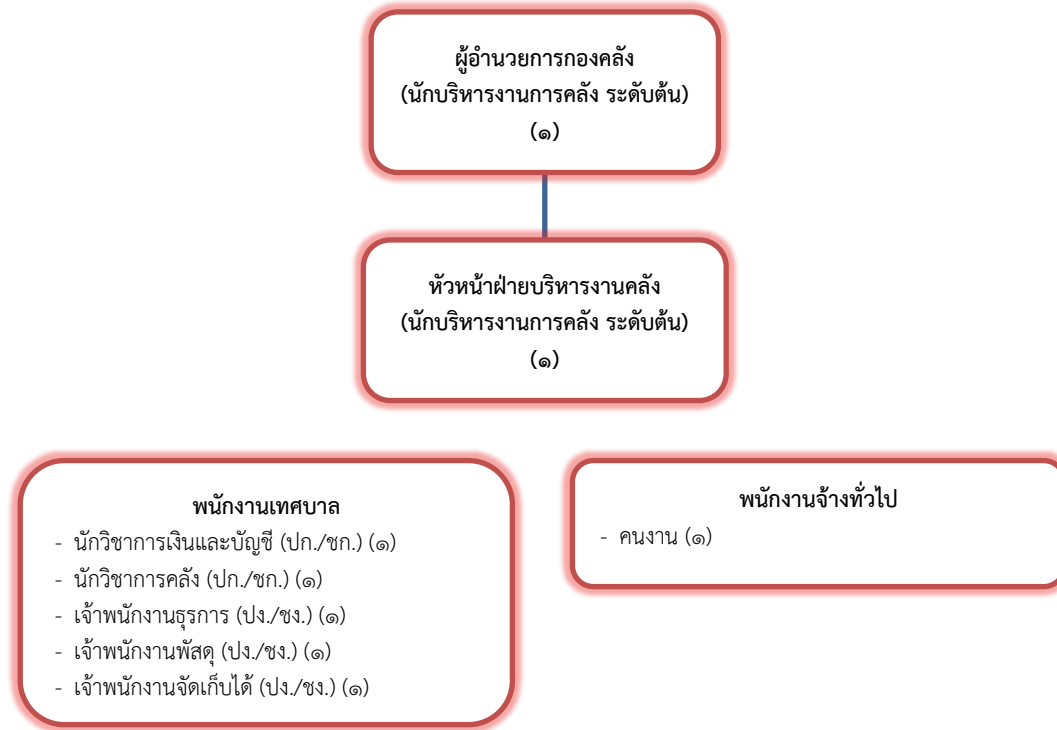 ผู้อำนวยการกองคลัง
(นักบริหารงานการคลัง ระดับต้น)
(๑)
หัวหน้าฝ่ายบริหารงานคลัง
(นักบริหารงานการคลัง ระดับต้น)
(๑)
พนักงานเทศบาล
- นักวิชาการเงินและบัญชี (ปก./ชก.) (๑)
- นักวิชาการคลัง (ปก./ชก.) (๑)
- เจ้าพนักงานธุรการ (ปง./ชง.) (๑)
- เจ้าพนักงานพัสดุ (ปง./ชง.) (๑)
- เจ้าพนักงานจัดเก็บได้ (ปง./ชง.) (๑)
พนักงานจ้างทั่วไป
- คนงาน (๑)